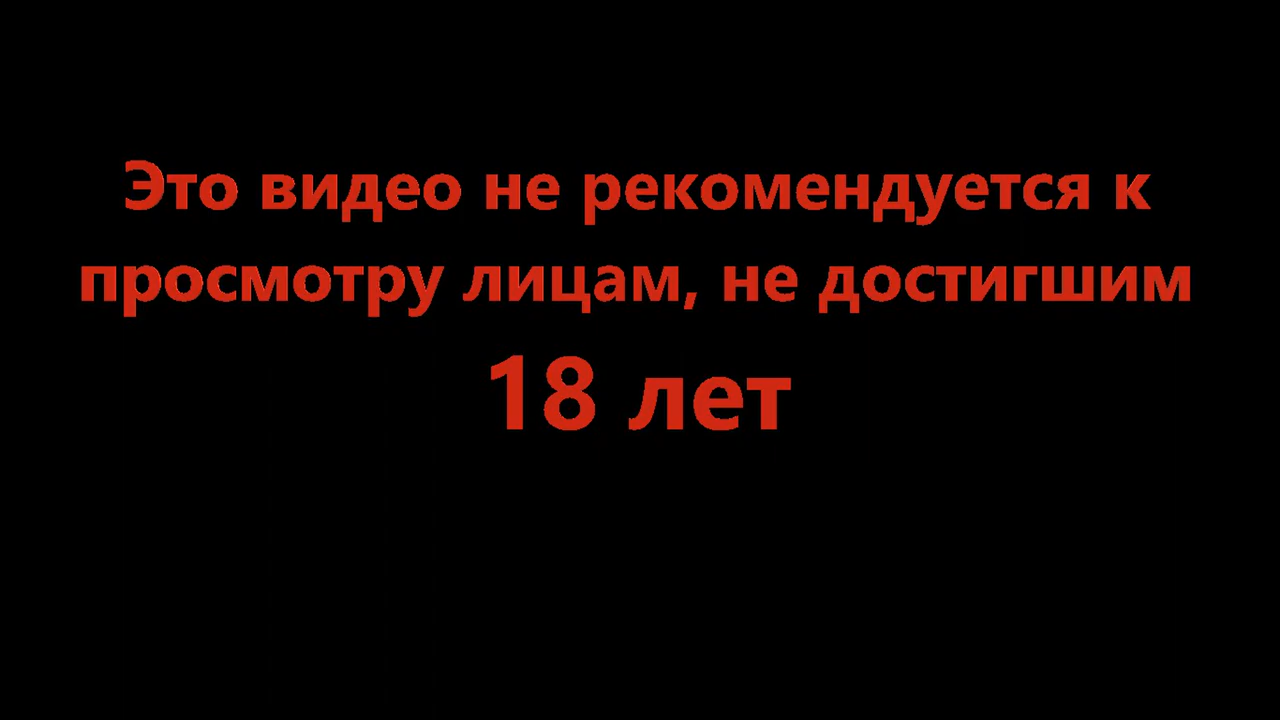 Это видео не рекомендуется к
просмотру лицам, не достигшим
18 лет